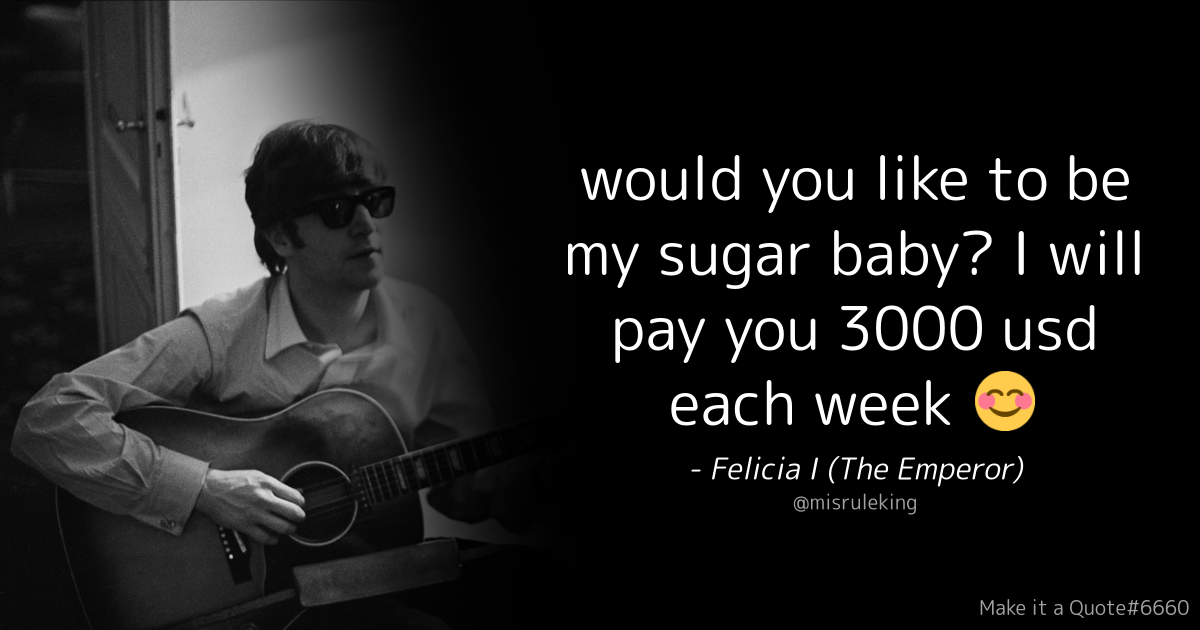 would you like to be
my sugar baby? I will
pay you 3000 usd
each week 😊
- Felicia I (The Emperor)
@misruleking
Make it a Quote#6660